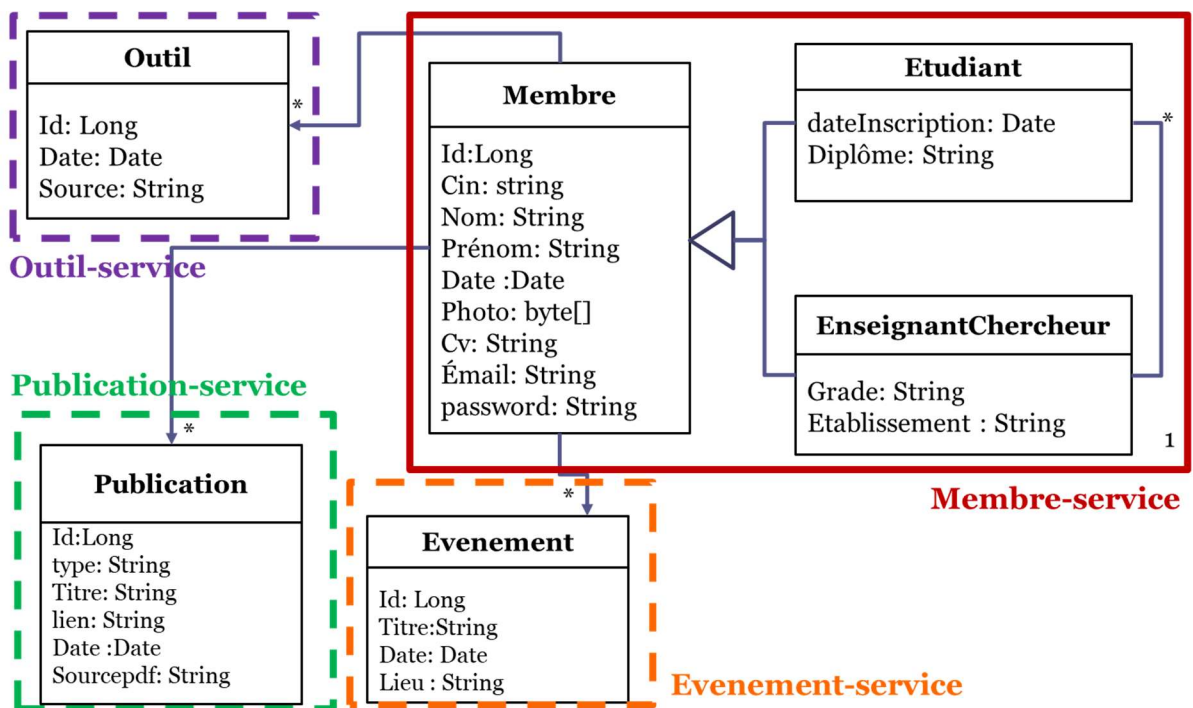 Outil
Id: Long
Date: Date
Source: String
*
Outil-service
Membre
Id:Long
Cin: string
Nom: String
Prénom: String
Date :Date
Photo: byte[]
Cv: String
Émail: String
password: String
Etudiant
dateInscription: Date
Diplôme: String
*
EnseignantChercheur
Grade: String
Etablissement : String
1
Membre-service
Publication-service
*
Publication
Id:Long
type: String
Titre: String
lien: String
Date :Date
Sourcepdf: String
*
Evenement
Id: Long
Titre:String
Date: Date
Lieu : String
Evenement-service